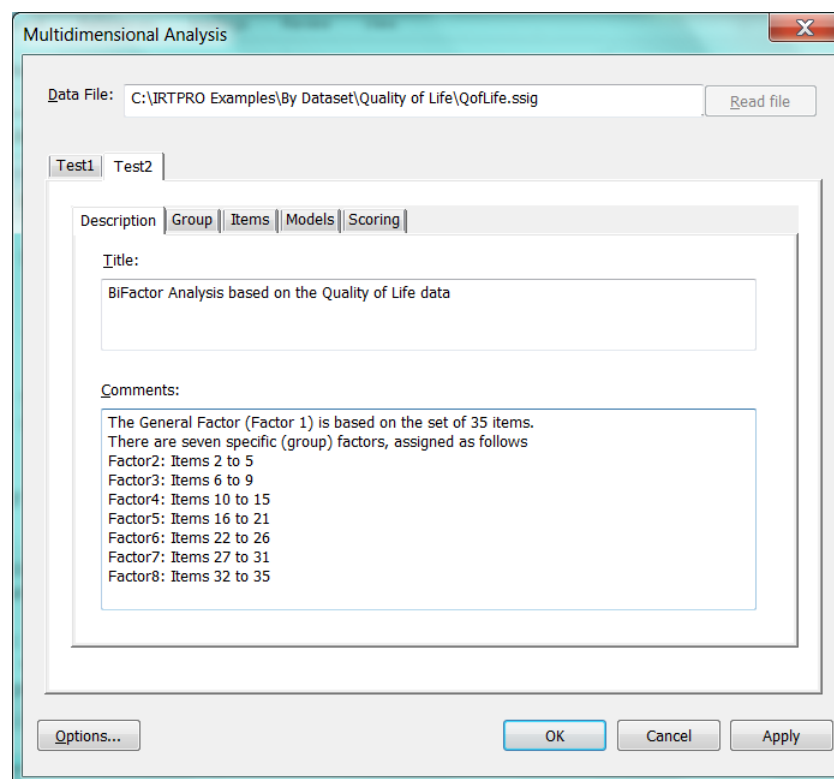 Multidimensional Analysis
Data File: C:\IRTPRO Examples\By Dataset\Quality of Life\QofLife.ssig Read file
Test1 Test2
Description Group Items Models Scoring
Title:
BiFactor Analysis based on the Quality of Life data
Comments:
The General Factor (Factor 1) is based on the set of 35 items.
There are seven specific (group) factors, assigned as follows
Factor2: Items 2 to 5
Factor3: Items 6 to 9
Factor4: Items 10 to 15
Factor5: Items 16 to 21
Factor6: Items 22 to 26
Factor7: Items 27 to 31
Factor8: Items 32 to 35
Options... OK Cancel Apply